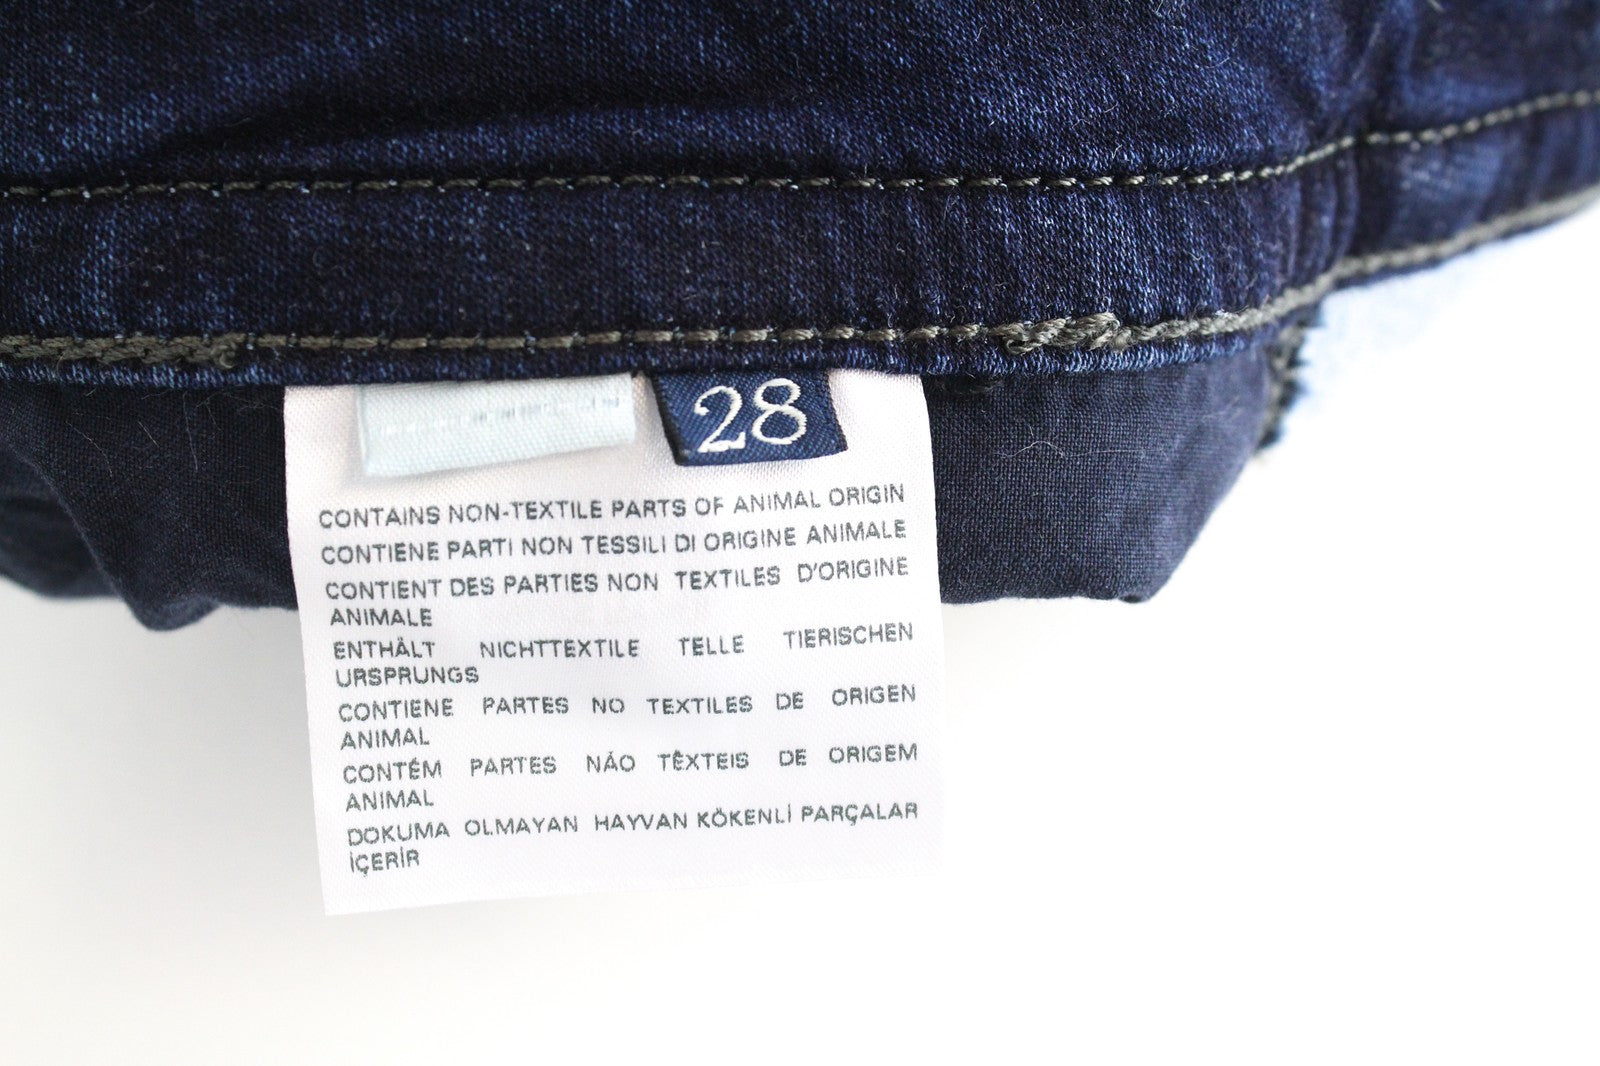 28
CONTAINS NON-TEXTILE PARTS OF ANIMAL ORIGIN
CONTIENE PARTI NON TESSILI DI ORIGINE ANIMALE
CONTIENT DES PARTIES NON TEXTILES D'ORIGINE
ANIMALE
ENTHÄLT NICHTTEXTILE TELLE TIERISCHEN
URSPRUNGS
CONTIENE PARTES NO TEXTILES DE ORIGEN
ANIMAL
CONTÉM PARTES NÃO TÊXTEIS DE ORIGEM
ANIMAL
DOKUMA OLMAYAN HAYVAN KÖKENLİ PARÇALAR
İÇERİR